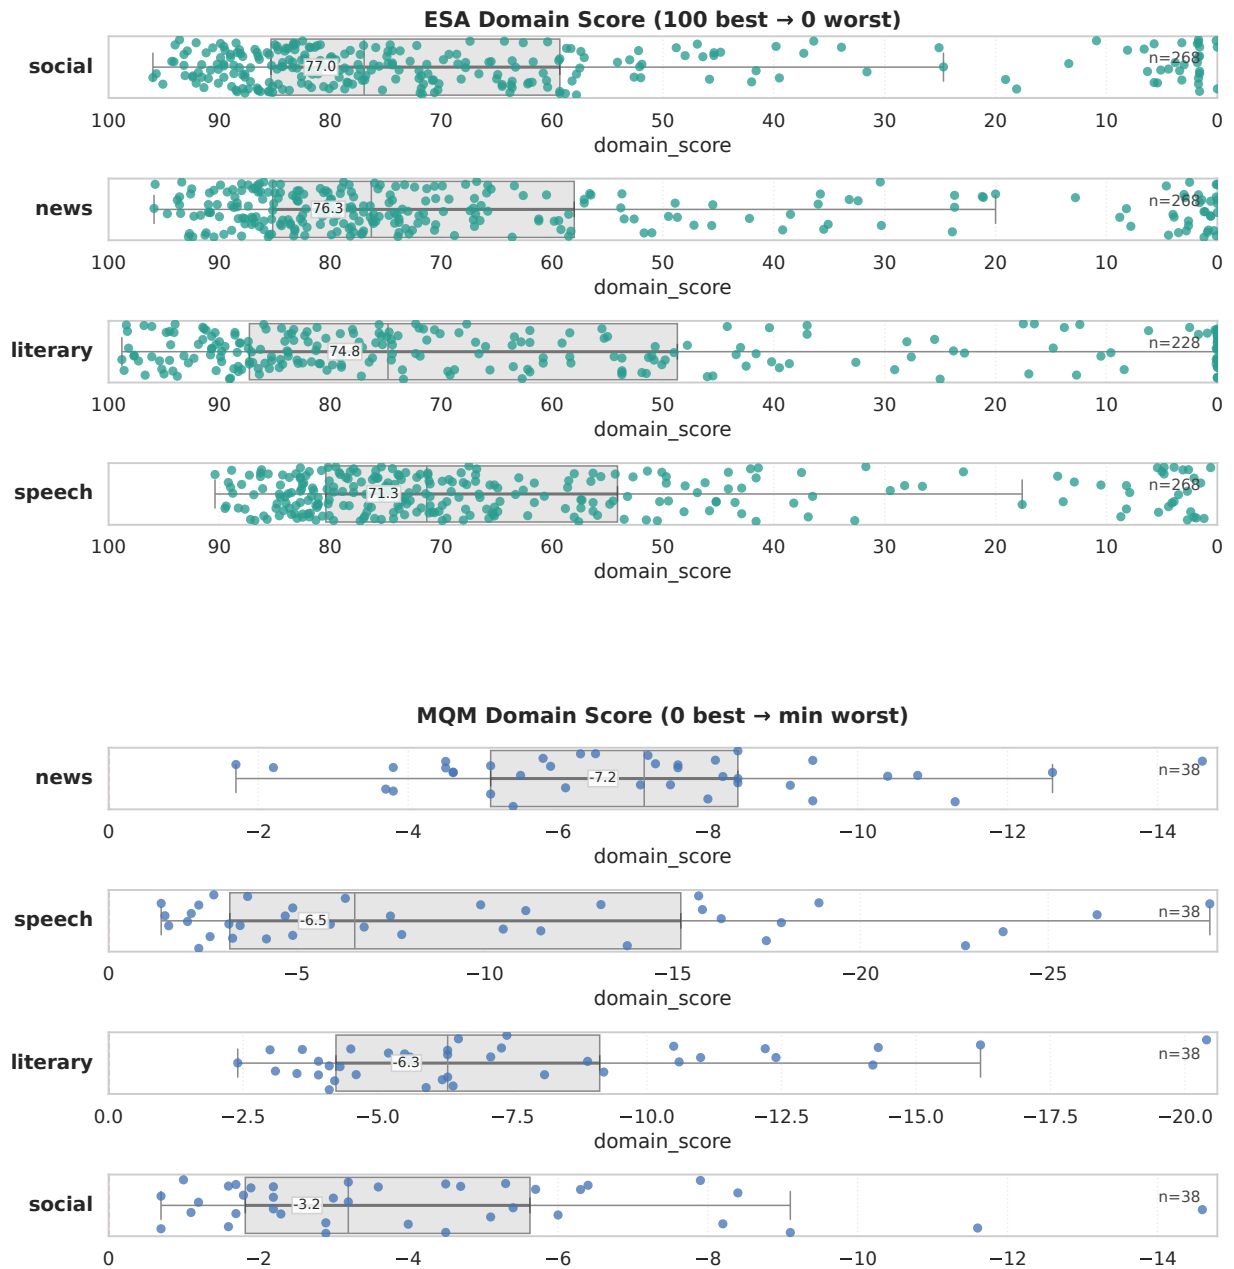 ESA Domain Score (100 best → 0 worst)
social
77.0
n=268
100 90 80 70 60 50 40 30 20 10 0
domain_score
news
76.3
n=268
100 90 80 70 60 50 40 30 20 10 0
domain_score
literary
74.8
n=228
100 90 80 70 60 50 40 30 20 10 0
domain_score
speech
71.3
n=268
100 90 80 70 60 50 40 30 20 10 0
domain_score
MQM Domain Score (0 best → min worst)
news
-7.2
n=38
0 −2 −4 −6 −8 −10 −12 −14
domain_score
speech
-6.5
n=38
0 −5 −10 −15 −20 −25
domain_score
literary
-6.3
n=38
0.0 −2.5 −5.0 −7.5 −10.0 −12.5 −15.0 −17.5 −20.0
domain_score
social
-3.2
n=38
0 −2 −4 −6 −8 −10 −12 −14